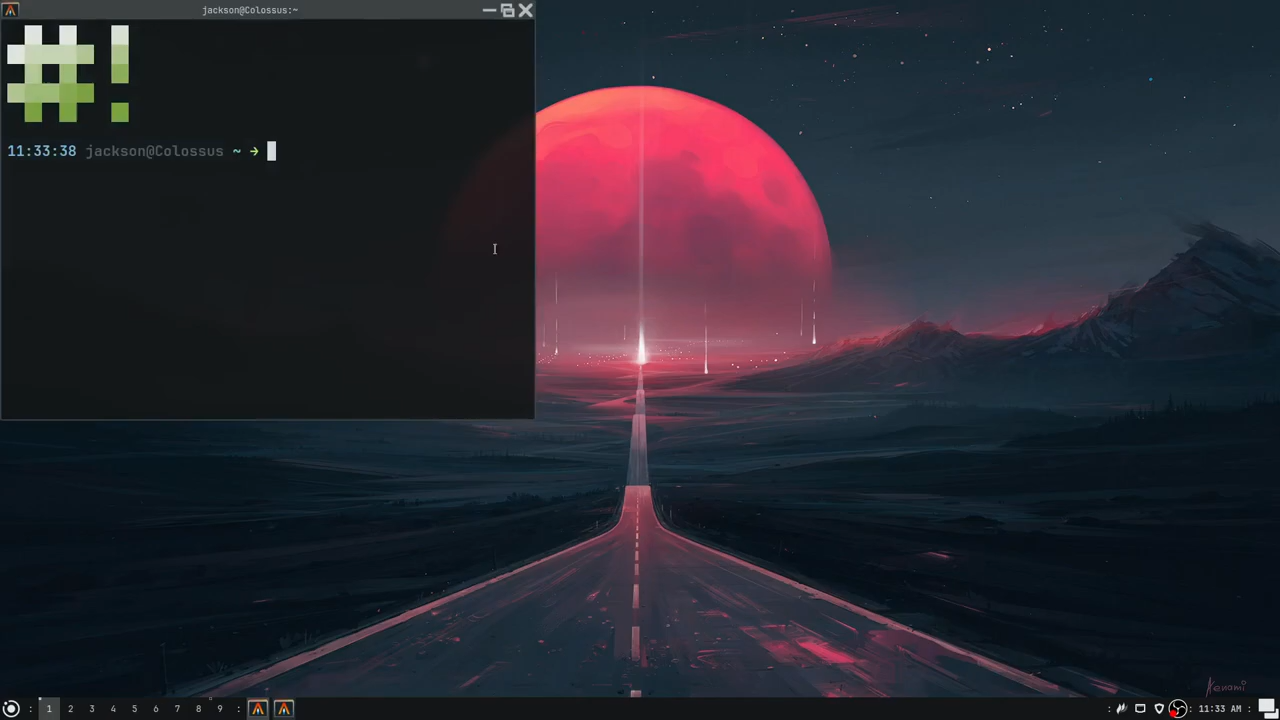 jackson@Colossus:~
#!
11:33:38 jackson@Colossus ~ →
Aenami
: 1 2 3 4 5 6 7 8 9 : : : 11:33 AM :